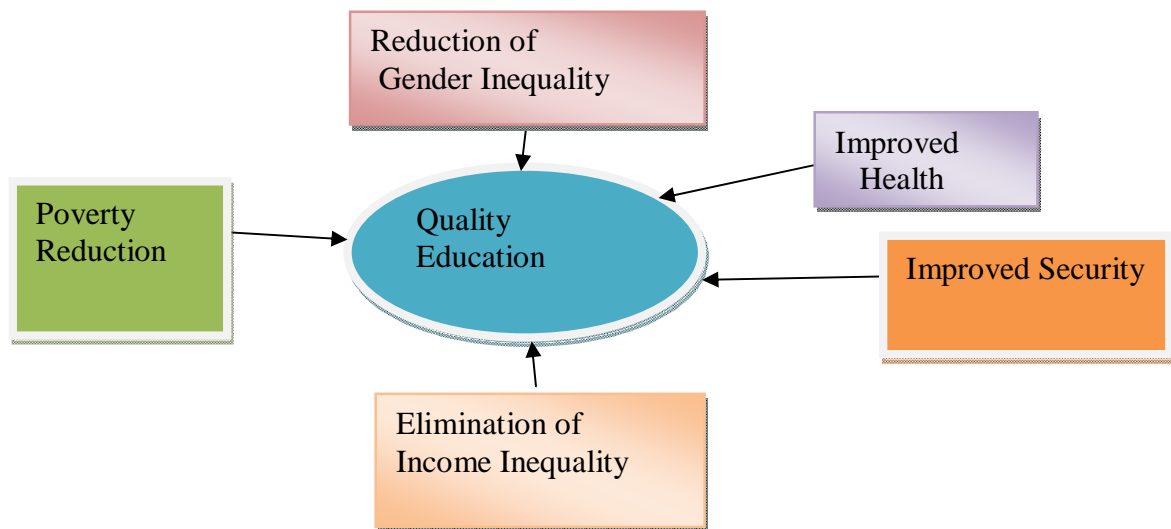 Reduction of
Gender Inequality
Improved
Health
Poverty
Reduction
Quality
Education
Improved Security
Elimination of
Income Inequality